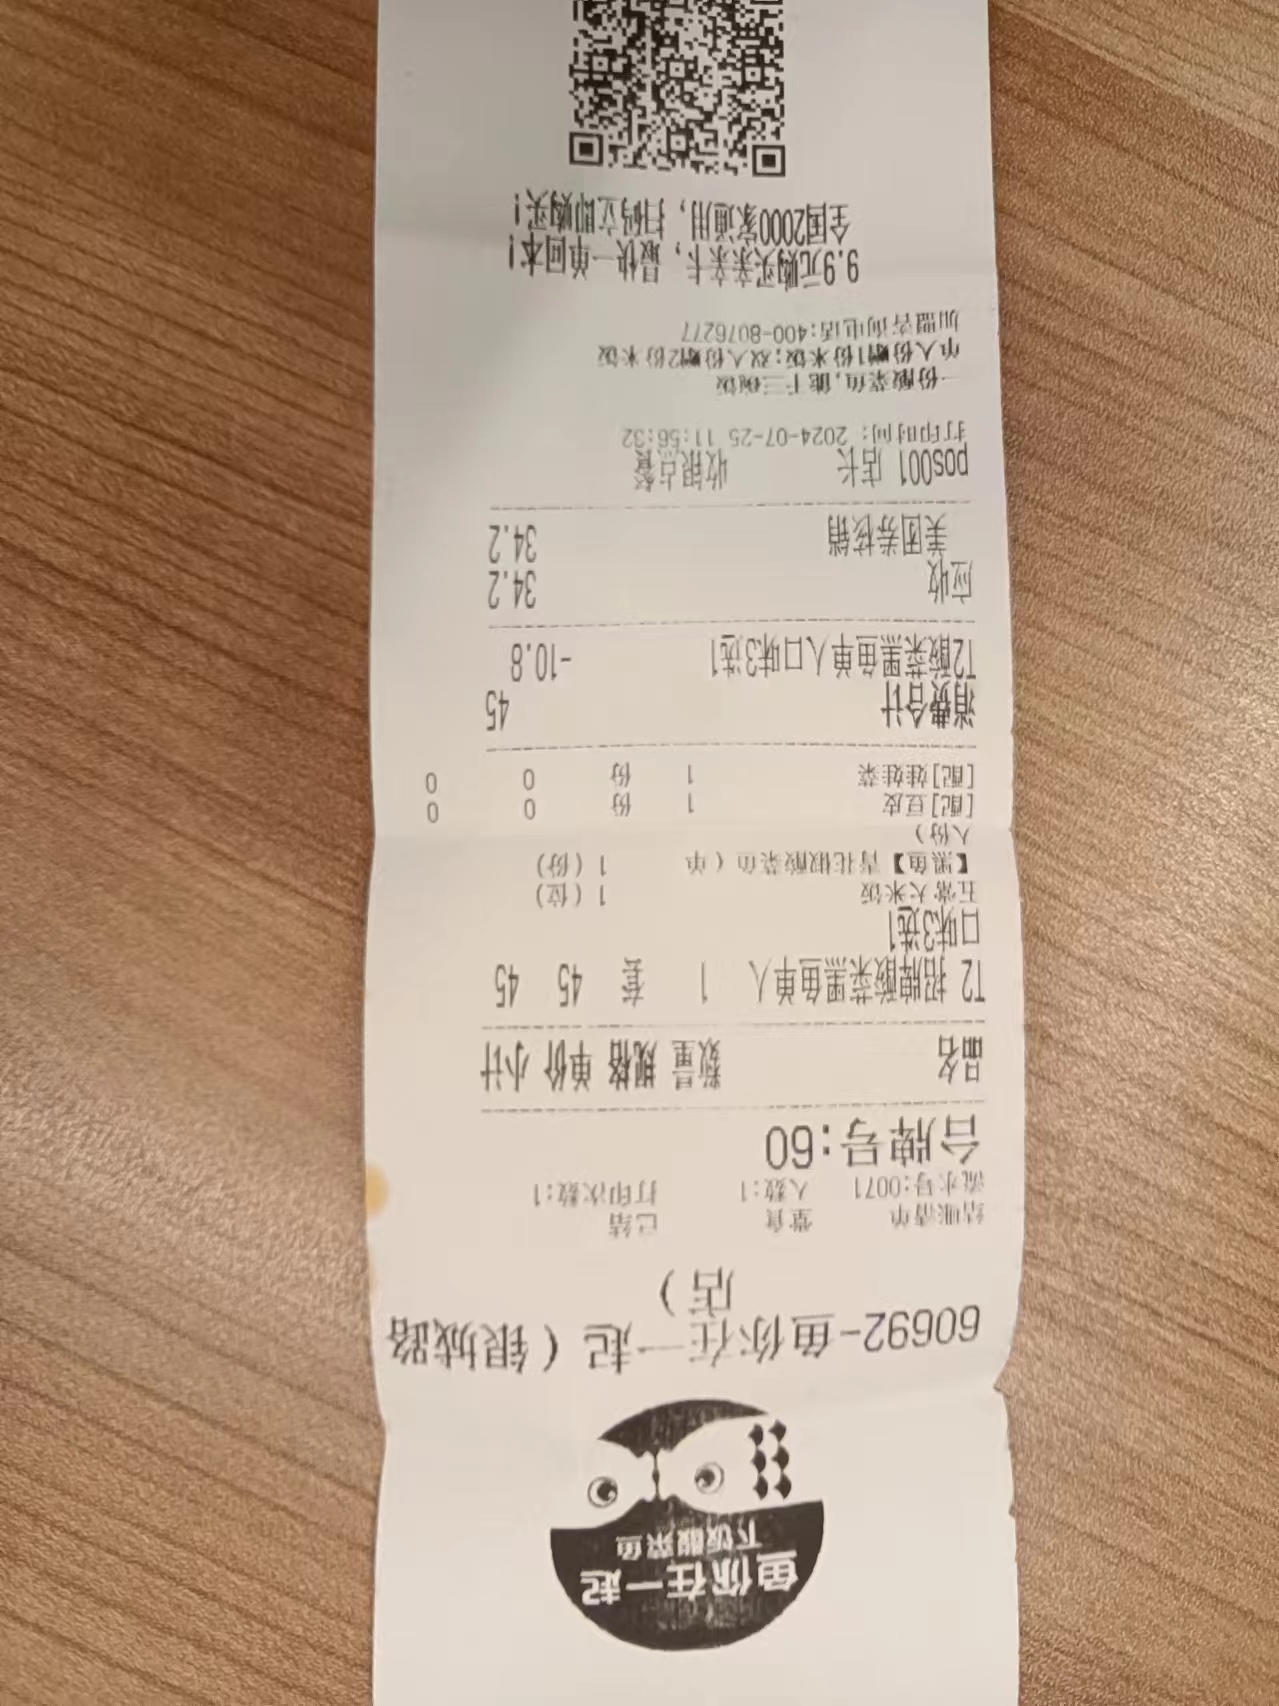 鱼你在一起
下饭酸菜鱼
60692-鱼你在一起（银城路
店）
结账清单 堂食 已结
流水号:0071 人数:1 打印次数:1
台牌号:60
品名 数量 规格 单价 小计
T2 招牌酸菜黑鱼单人 1 套 45 45
口味3选1
五常大米饭 1(位)
【黑鱼】青花椒酸菜鱼（单 1(份)
人份）
[配]豆皮 1 份 0 0
[配]娃娃菜 1 份 0 0
消费合计 45
T2酸菜黑鱼单人口味3选1 -10.8
应收 34.2
美团券核销 34.2
pos001 店长 收银点餐
打印时间: 2024-07-25 11:56:32
一份酸菜鱼,能干三碗饭
单人份赠1份米饭;双人份赠2份米饭
加盟咨询电话:400-8076277
9.9元购买亲亲卡，最快一单回本！
全国2000家通用，扫码立即购买！